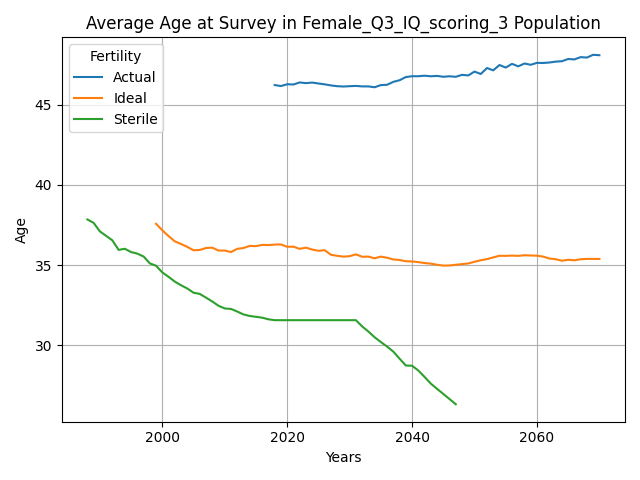 Average Age at Survey in Female_Q3_IQ_scoring_3 Population
Fertility
Actual
Ideal
Sterile
45
40
35
30
Age
2000
2020
2040
2060
Years